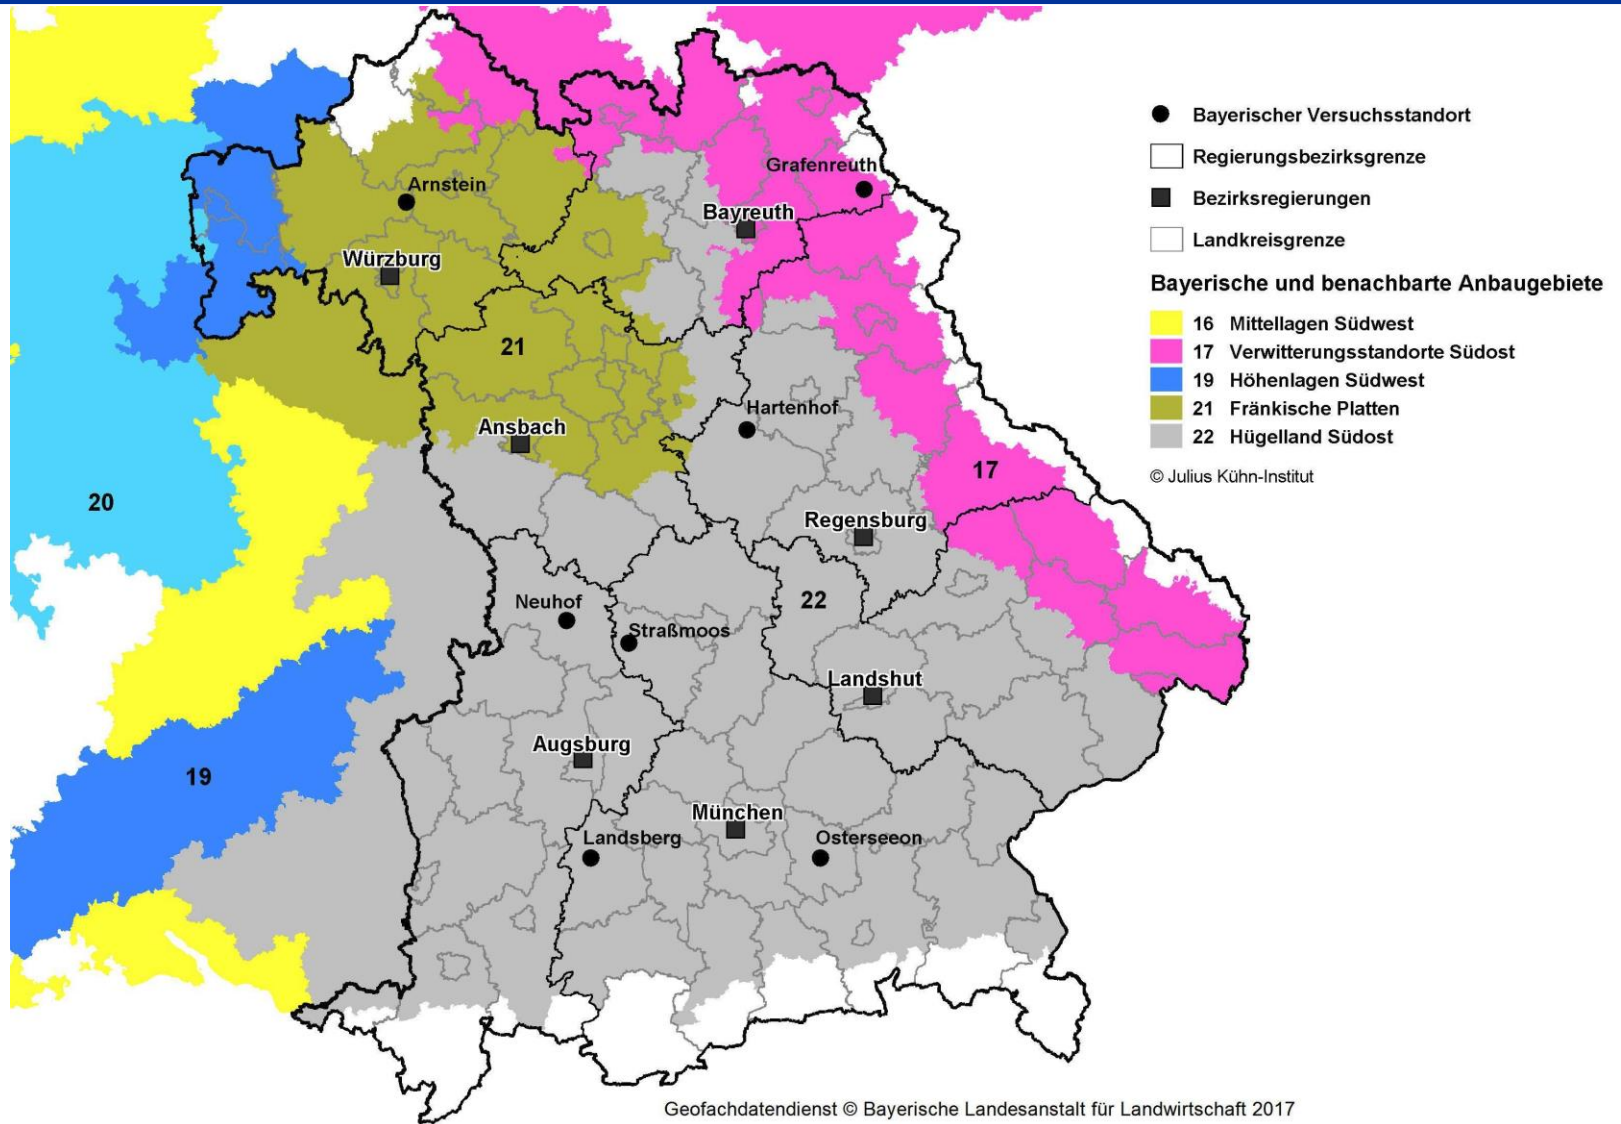 Bayerischer Versuchsstandort
Regierungsbezirksgrenze
Bezirksregierungen
Landkreisgrenze
Bayerische und benachbarte Anbaugebiete
16 Mittellagen Südwest
17 Verwitterungsstandorte Südost
19 Höhenlagen Südwest
21 Fränkische Platten
22 Hügelland Südost
© Julius Kühn-Institut
Grafenreuth
Arnstein
Bayreuth
Würzburg
21
Hartenhof
Ansbach
17
20
Regensburg
22
Neuhof
Straßmoos
Landshut
Augsburg
19
München
Landsberg
Osterseeon
Geofachdatendienst © Bayerische Landesanstalt für Landwirtschaft 2017